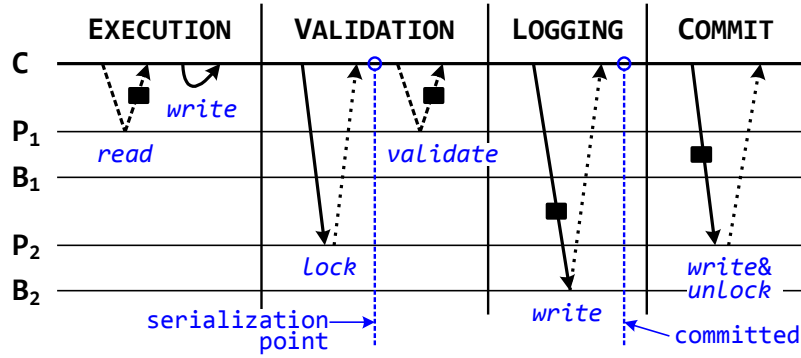 EXECUTION VALIDATION LOGGING COMMIT
C
write
P1
read validate
B1
P2
lock write&
unlock
B2
write
serialization
point
committed